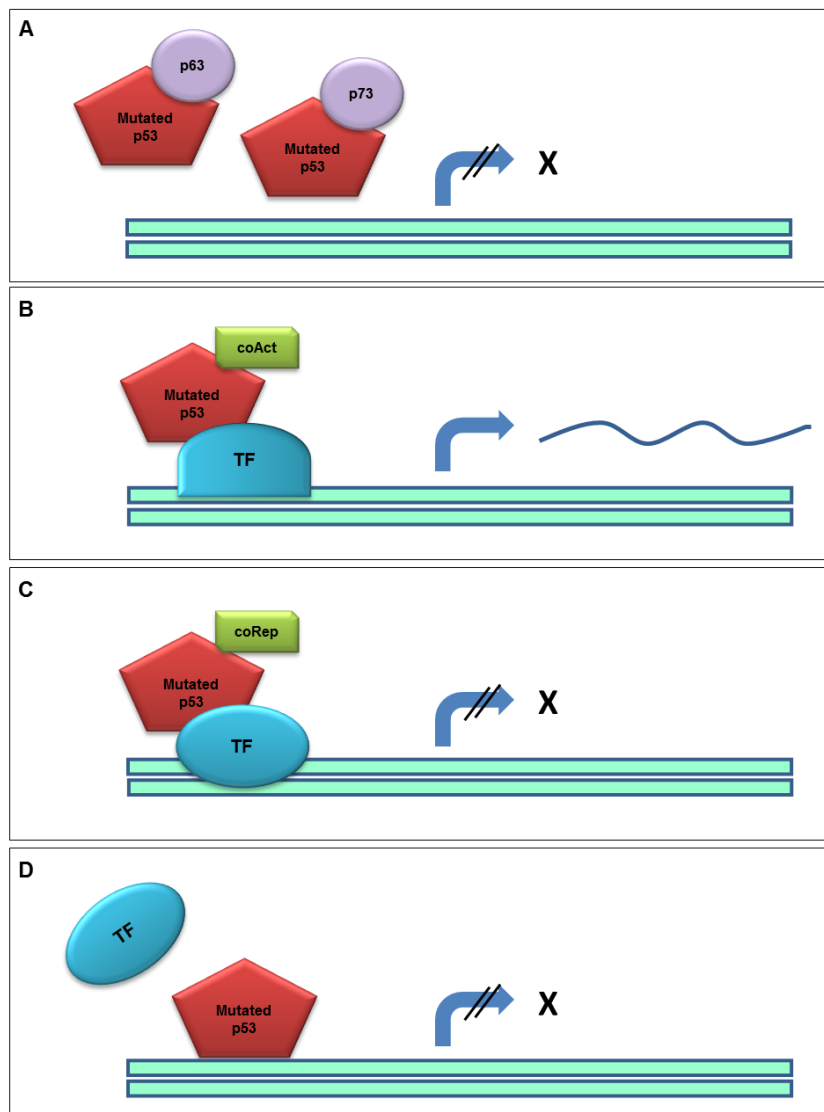 A
p63
Mutated
p53
p73
Mutated
p53
X
B
coAct
Mutated
p53
TF
C
coRep
Mutated
p53
TF
X
D
TF
Mutated
p53
X